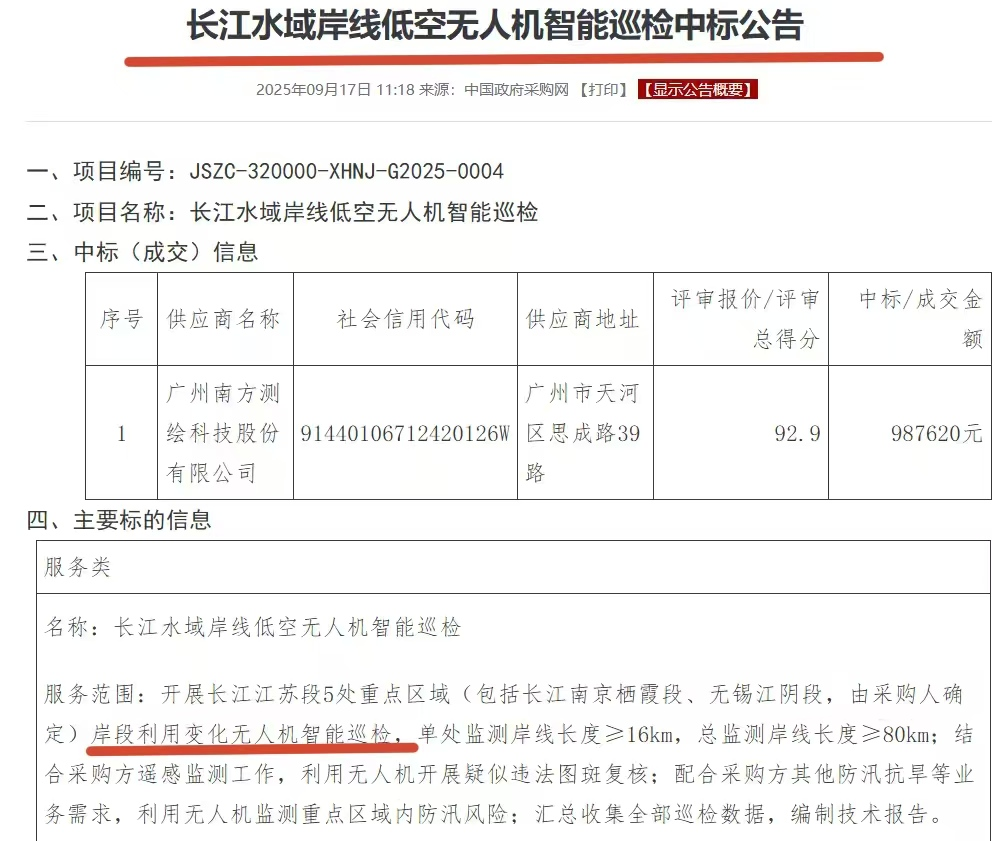 长江水域岸线低空无人机智能巡检中标公告
2025年09月17日 11:18 来源：中国政府采购网 【打印】 【显示公告概要】
一、项目编号：JSZC-320000-XHNJ-G2025-0004
二、项目名称：长江水域岸线低空无人机智能巡检
三、中标（成交）信息
序号 供应商名称 社会信用代码 供应商地址 评审报价/评审总得分 中标/成交金额
1 广州南方测绘科技股份有限公司 91440106712420126W 广州市天河区思成路39路 92.9 987620元
四、主要标的信息
服务类
名称：长江水域岸线低空无人机智能巡检
服务范围：开展长江江苏段5处重点区域（包括长江南京栖霞段、无锡江阴段，由采购人确
定）岸段利用变化无人机智能巡检，单处监测岸线长度≥16km，总监测岸线长度≥80km；结
合采购方遥感监测工作，利用无人机开展疑似违法图斑复核；配合采购方其他防汛抗旱等业
务需求，利用无人机监测重点区域内防汛风险；汇总收集全部巡检数据，编制技术报告。